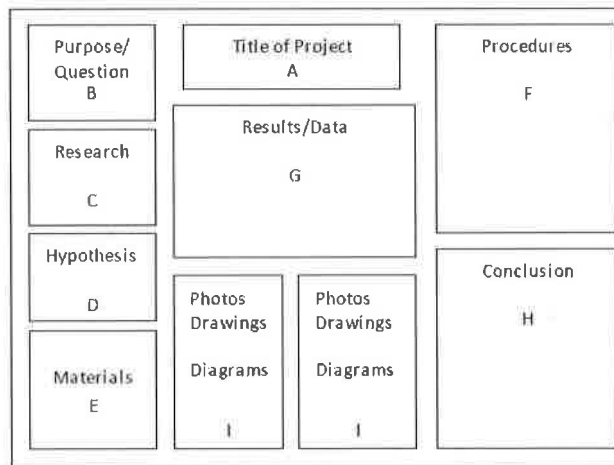 Purpose/
Question
B
Research
C
Hypothesis
D
Materials
E
Title of Project
A
Results/Data
G
Photos
Drawings
Diagrams
I
Photos
Drawings
Diagrams
I
Procedures
F
Conclusion
H